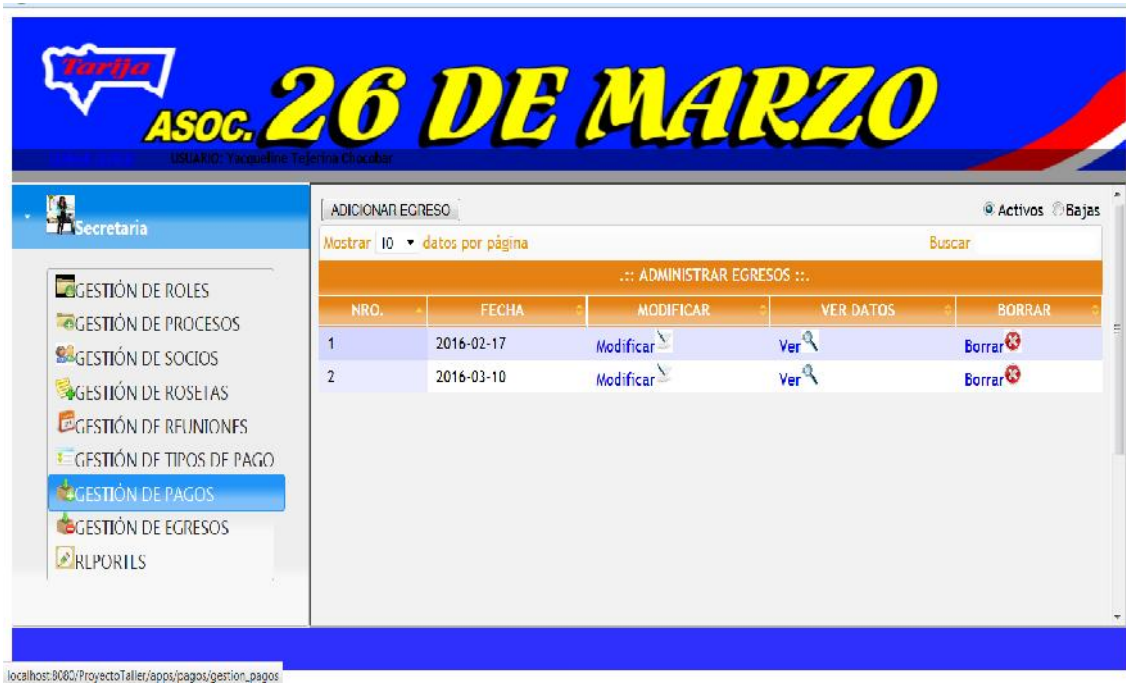 Tarija
ASOC. 26 DE MARZO
USUARIO: Yacqueline Tejerina Chocobar
Secretaria
GESTIÓN DE ROLES
GESTIÓN DE PROCESOS
GESTIÓN DE SOCIOS
GESTIÓN DE ROSETAS
GESTIÓN DE REUNIONES
GESTIÓN DE TIPOS DE PAGO
GESTIÓN DE PAGOS
GESTIÓN DE EGRESOS
REPORTES
ADICIONAR EGRESO
Activos Bajas
Mostrar 10 datos por página Buscar
.:: ADMINISTRAR EGRESOS ::.
NRO. FECHA MODIFICAR VER DATOS BORRAR
1 2016-02-17 Modificar Ver Borrar
2 2016-03-10 Modificar Ver Borrar
localhost:8080/ProyectoTaller/apps/pagos/gestion_pagos